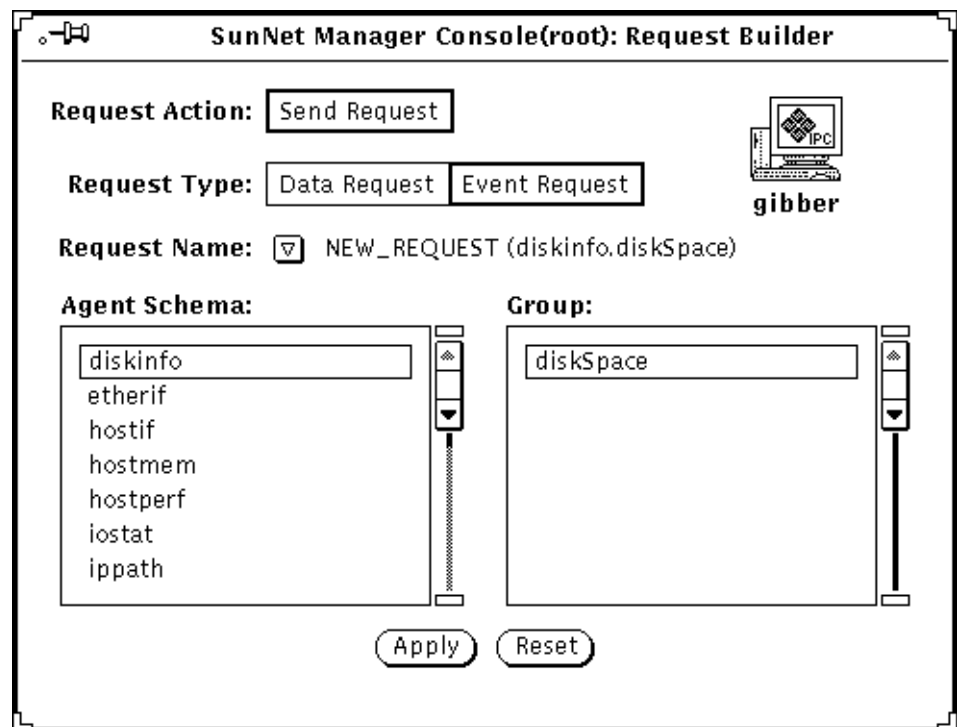 SunNet Manager Console(root): Request Builder
Request Action: Send Request
IPC
Request Type: Data Request Event Request
gibber
Request Name: NEW_REQUEST (diskinfo.diskSpace)
Agent Schema: Group:
diskinfo diskSpace
etherif
hostif
hostmem
hostperf
iostat
ippath
Apply Reset